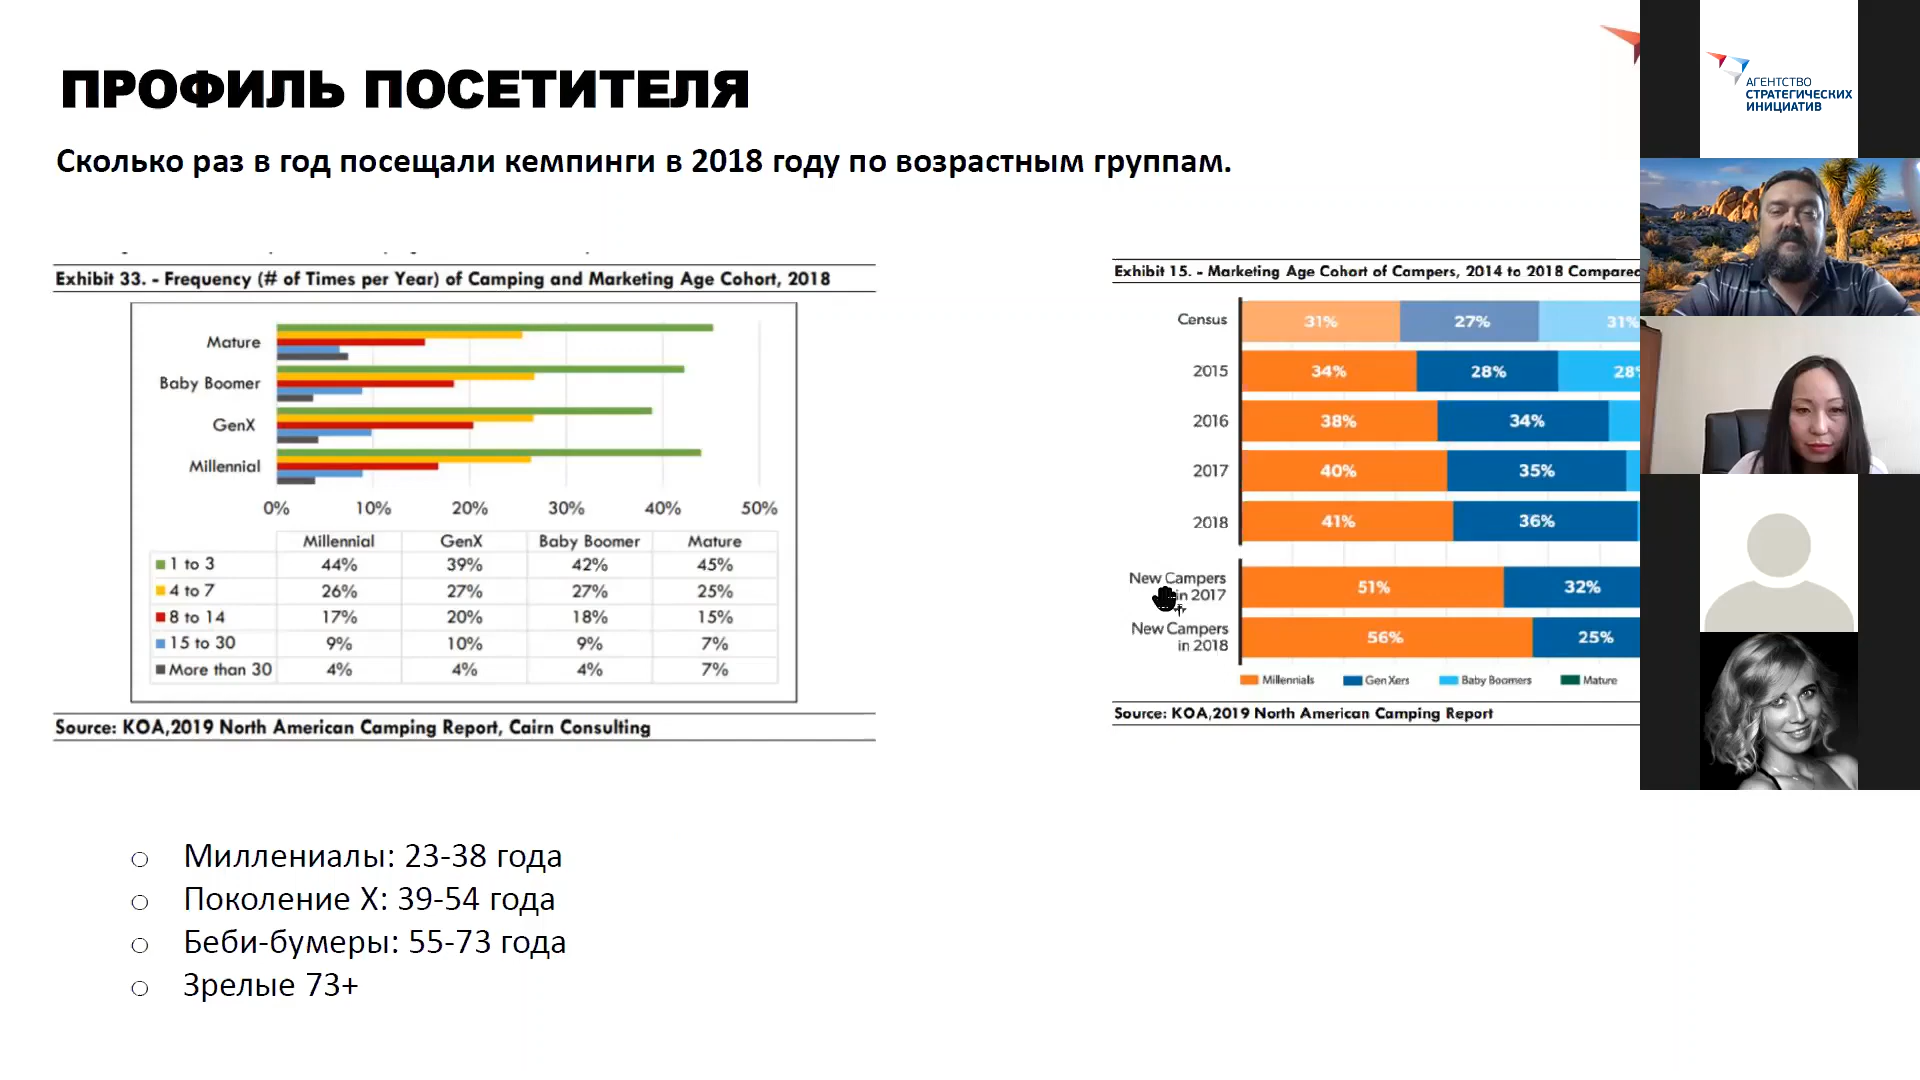 ПРОФИЛЬ ПОСЕТИТЕЛЯ
Сколько раз в год посещали кемпинги в 2018 году по возрастным группам.
Exhibit 33. - Frequency (# of Times per Year) of Camping and Marketing Age Cohort, 2018
Mature
Baby Boomer
GenX
Millennial
0% 10% 20% 30% 40% 50%
Millennial GenX Baby Boomer Mature
1 to 3 44% 39% 42% 45%
4 to 7 26% 27% 27% 25%
8 to 14 17% 20% 18% 15%
15 to 30 9% 10% 9% 7%
More than 30 4% 4% 4% 7%
Source: KOA,2019 North American Camping Report, Cairn Consulting
Exhibit 15. - Marketing Age Cohort of Campers, 2014 to 2018 Compared
Census 31% 27% 31%
2015 34% 28% 28%
2016 38% 34%
2017 40% 35%
2018 41% 36%
New Campers
in 2017 51% 32%
New Campers
in 2018 56% 25%
Millennials Gen Xers Baby Boomers Mature
Source: KOA,2019 North American Camping Report
Миллениалы: 23-38 года
Поколение X: 39-54 года
Беби-бумеры: 55-73 года
Зрелые 73+
АГЕНТСТВО
СТРАТЕГИЧЕСКИХ
ИНИЦИАТИВ